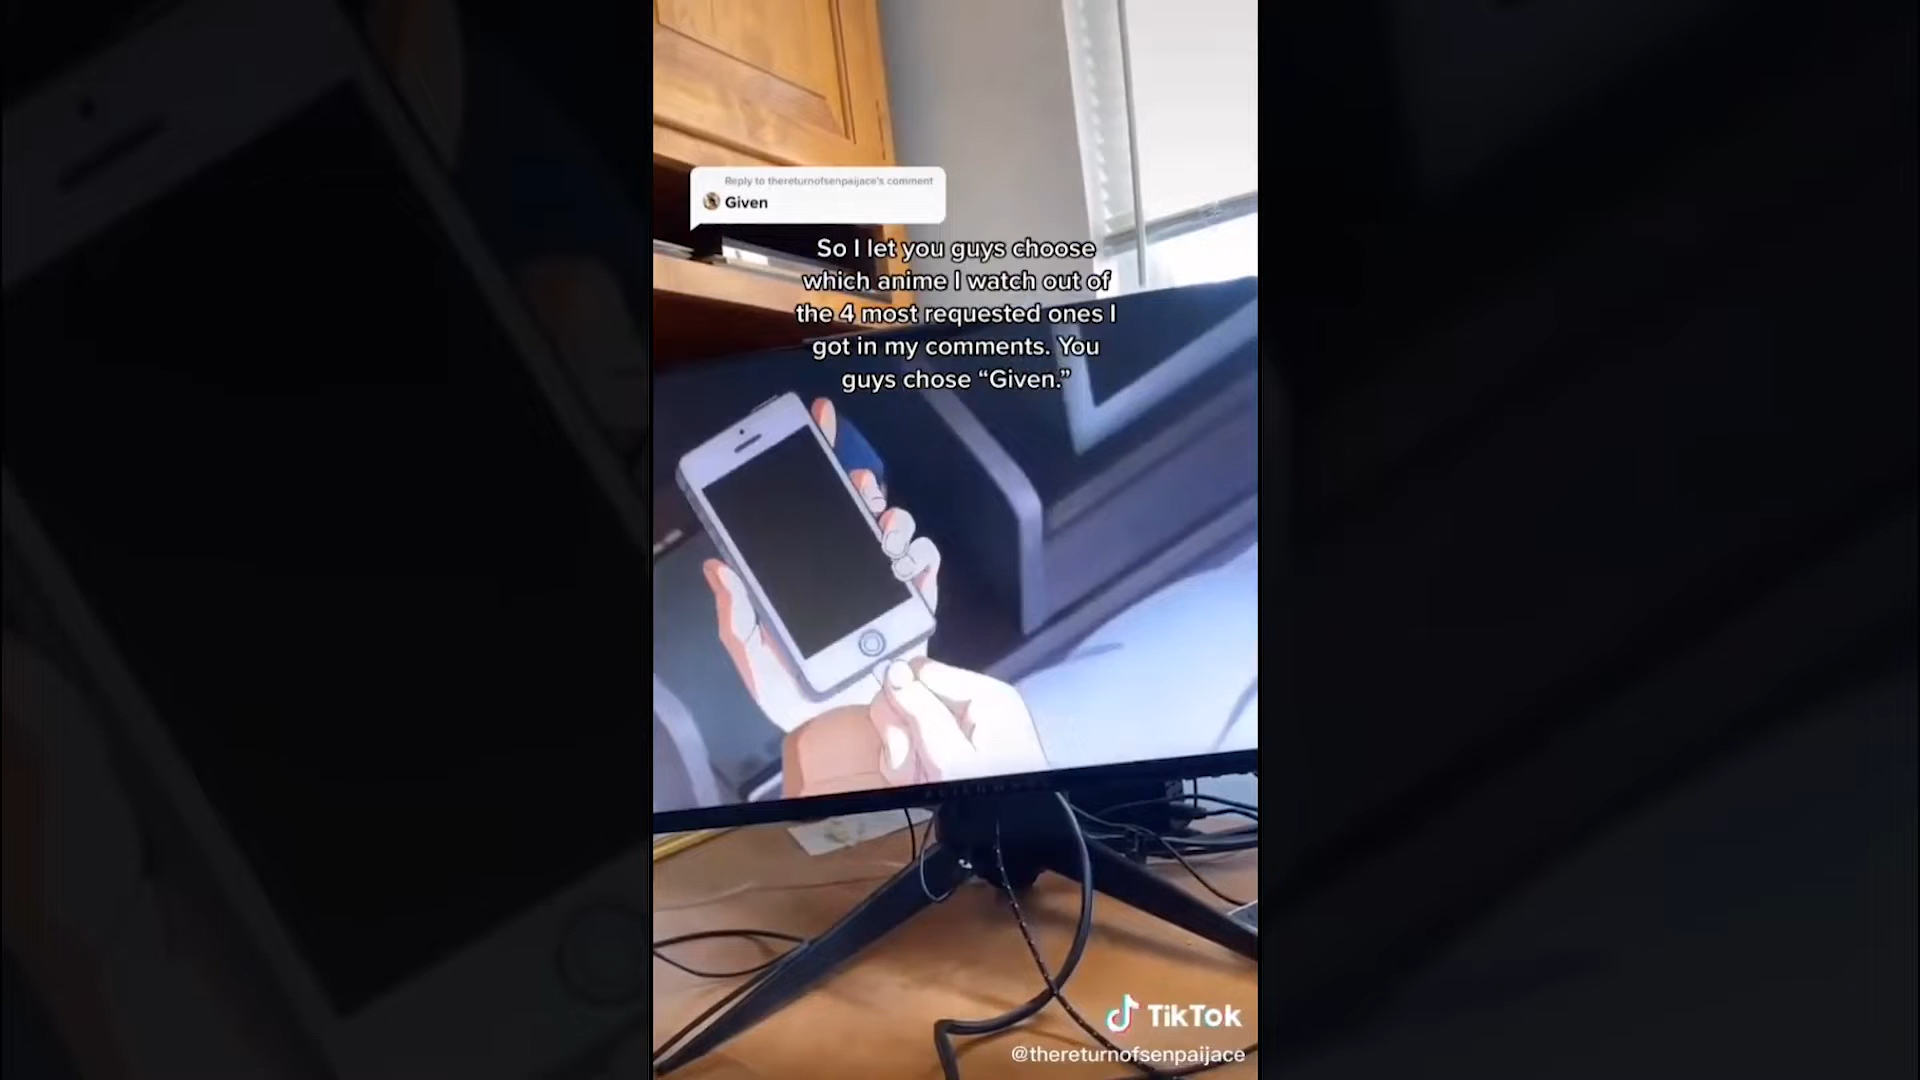 Reply to thereturnofsenpaijace's comment
Given
So I let you guys choose
which anime I watch out of
the 4 most requested ones I
got in my comments. You
guys chose “Given.”
ALIENWARE
TikTok
@thereturnofsenpaijace